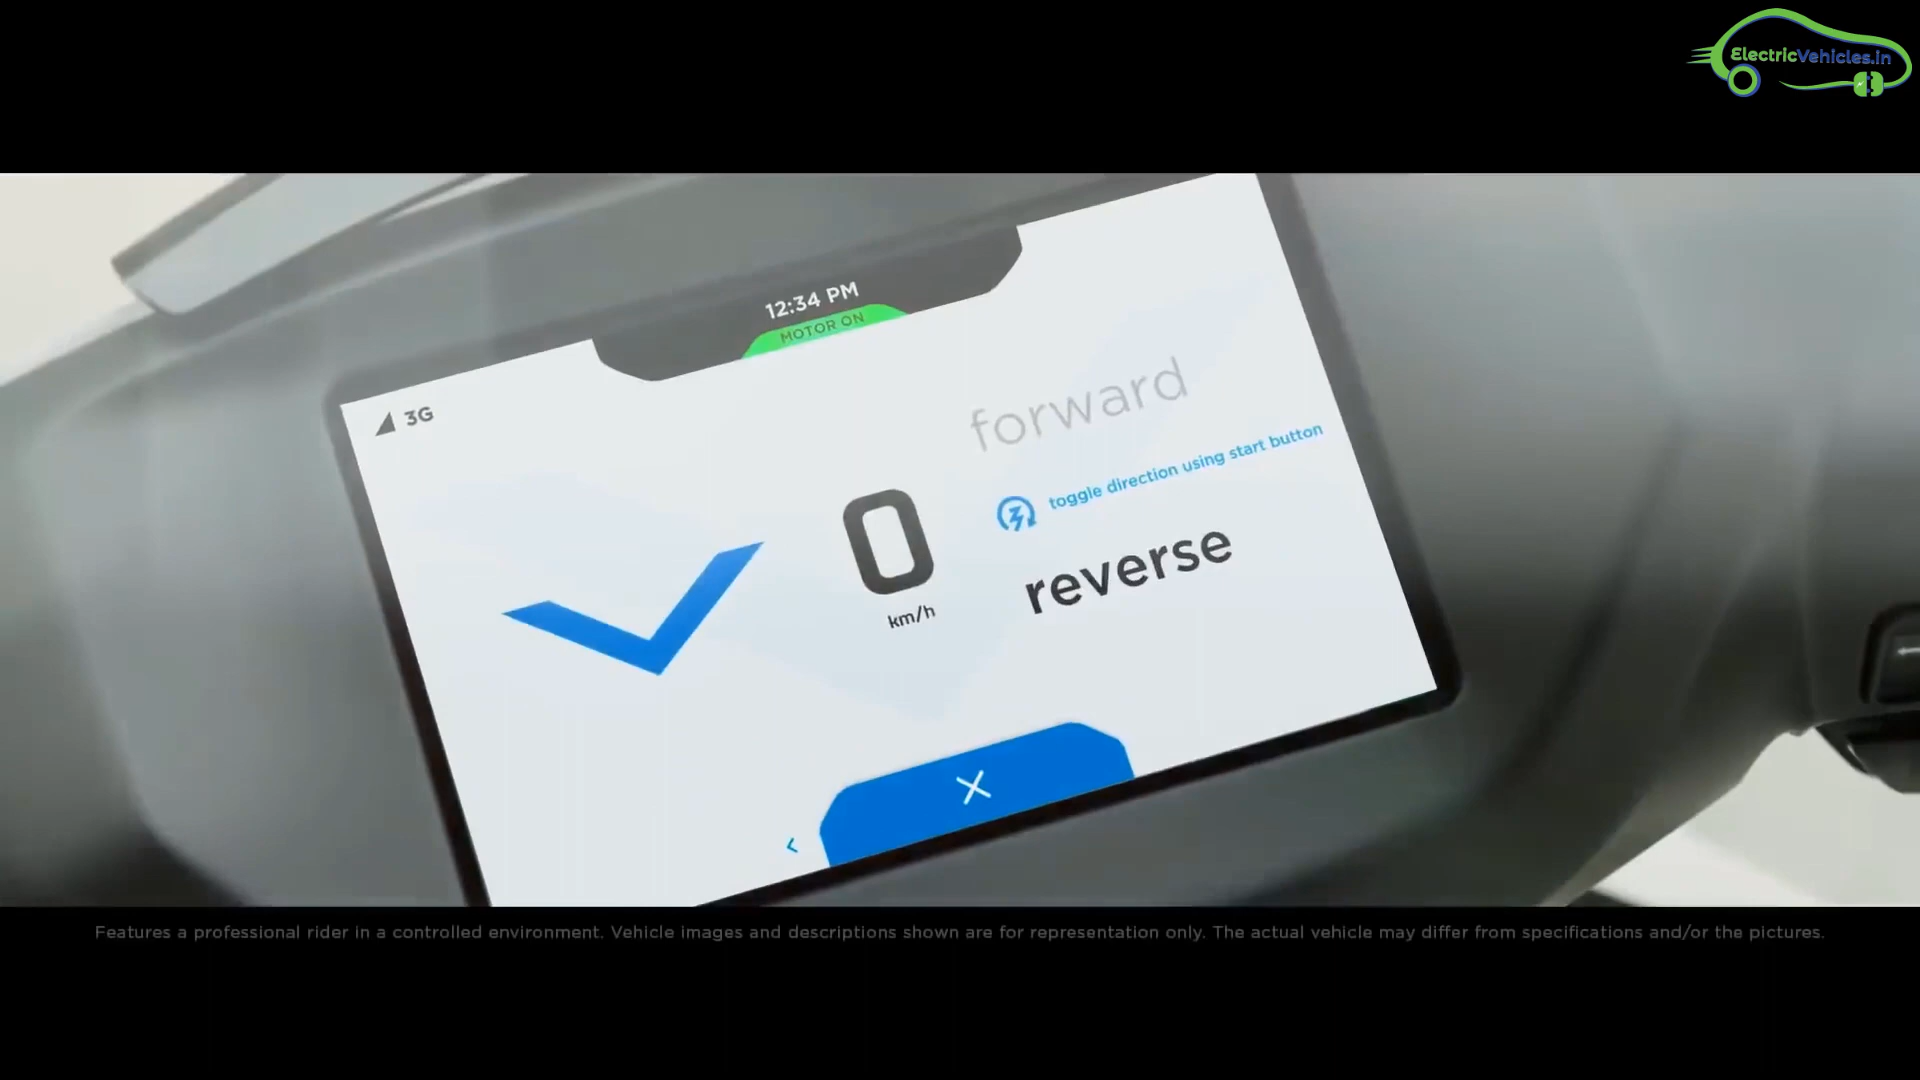 ElectricVehicles.in
12:34 PM
MOTOR ON
3G
forward
toggle direction using start button
0
km/h
reverse
Features a professional rider in a controlled environment. Vehicle images and descriptions shown are for representation only. The actual vehicle may differ from specifications and/or the pictures.